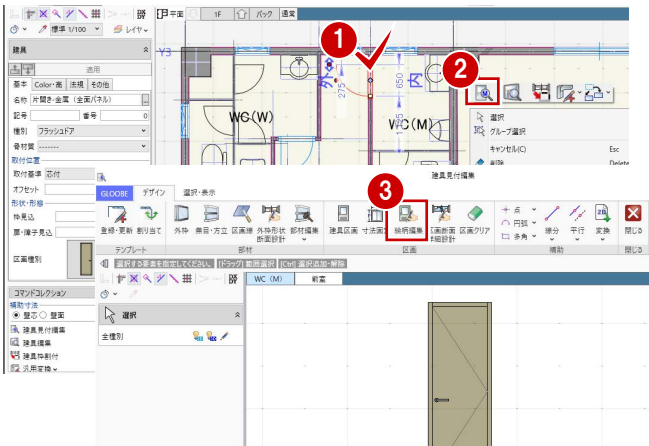 標準 1/100
レイヤ
平面
1F
バック
通常
建具
適用
基本 Color・高 法規 その他
名称 片開き-金属(全面パネル)
記号
番号 0
種別 フラッシュドア
骨材質 -------
取付位置
取付基準 芯付
オフセット
形状・形態
枠見込
扉・障子見込
区画種別
コマンドコレクション
補助寸法
壁芯 壁面
建具見付編集
建具編集
建具枠割付
汎用変換
Y3
1
外
275
650
内
WC(W)
WC(M)
2
選択
グループ選択
キャンセル(C) Esc
削除 Delete
建具見付編集
3
GLOOBE デザイン 選択・表示
登録・更新 割り当て
外枠 無目・方立 区画線 外枠形状断面設計 部材編集
建具区画 寸法固定 絵柄編集 区画断面詳細設計 区画クリア
点
円弧
多角
線分 平行 変換 閉じる
テンプレート
部材
区画
補助
閉じる
選択する要素を指定してください。 [ドラッグ] 範囲選択 [Ctrl] 選択追加・解除
WC (M) 前室
選択
全種別